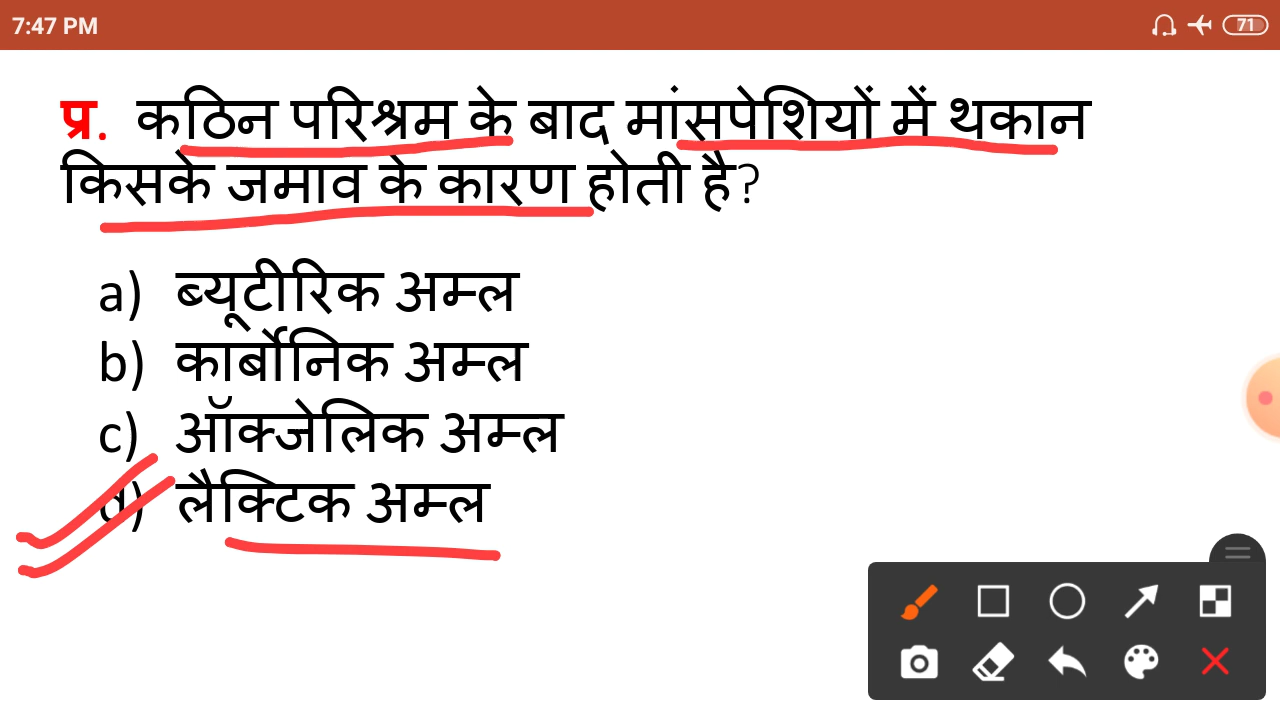 7:47 PM
71
प्र. कठिन परिश्रम के बाद मांसपेशियों में थकान
किसके जमाव के कारण होती है?
a) ब्यूटीरिक अम्ल
b) कार्बोनिक अम्ल
c) ऑक्जेलिक अम्ल
d) लैक्टिक अम्ल